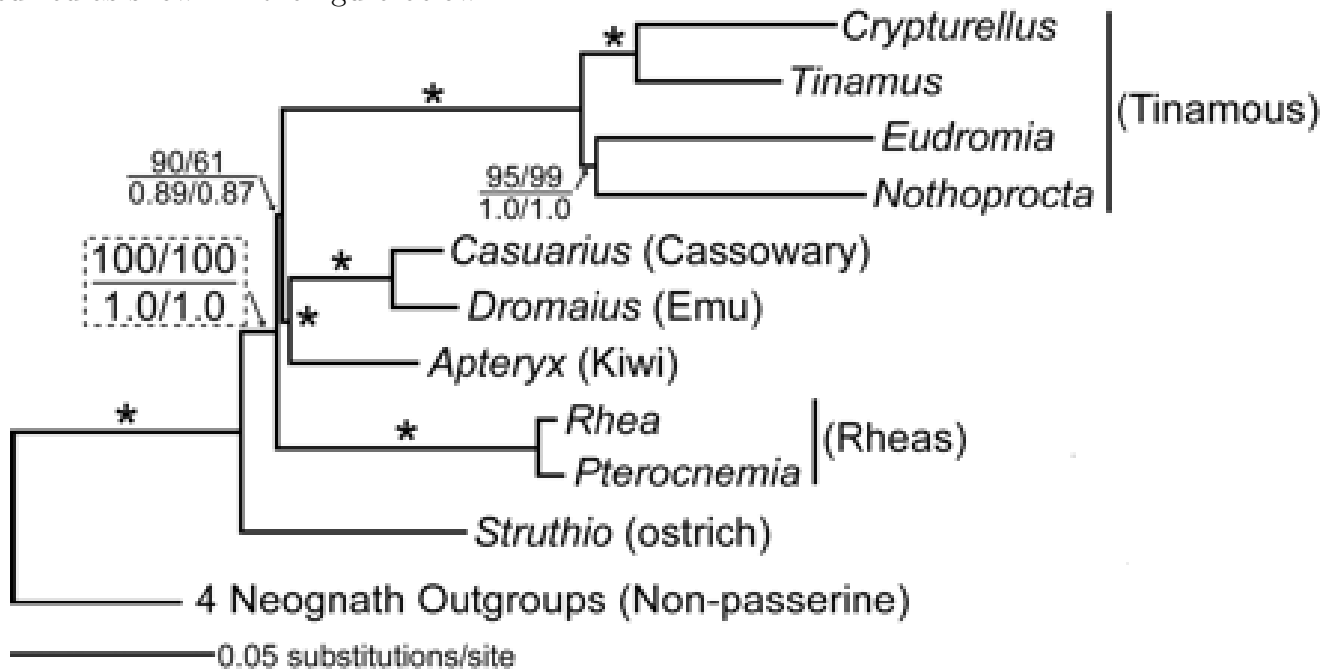 *
Crypturellus
Tinamus
*
(Tinamous)
Eudromia
90/61
0.89/0.87
95/99
1.0/1.0
Nothoprocta
100/100
1.0/1.0
*
Casuarius (Cassowary)
Dromaius (Emu)
*
Apteryx (Kiwi)
*
*
Rhea
(Rheas)
Pterocnemia
Struthio (ostrich)
4 Neognath Outgroups (Non-passerine)
0.05 substitutions/site